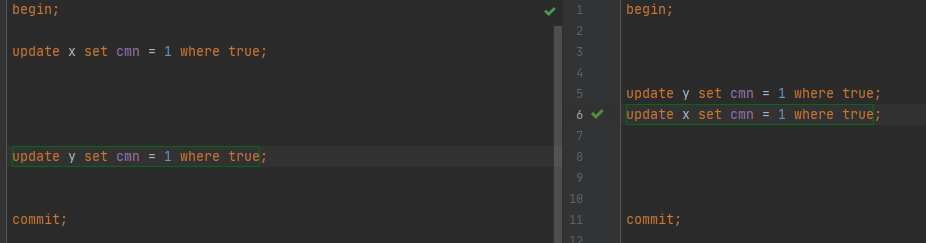 begin;
update x set cmn = 1 where true;
update y set cmn = 1 where true;
commit;
1 begin;
2
3
4
5 update y set cmn = 1 where true;
6 update x set cmn = 1 where true;
7
8
9
10
11 commit;
12